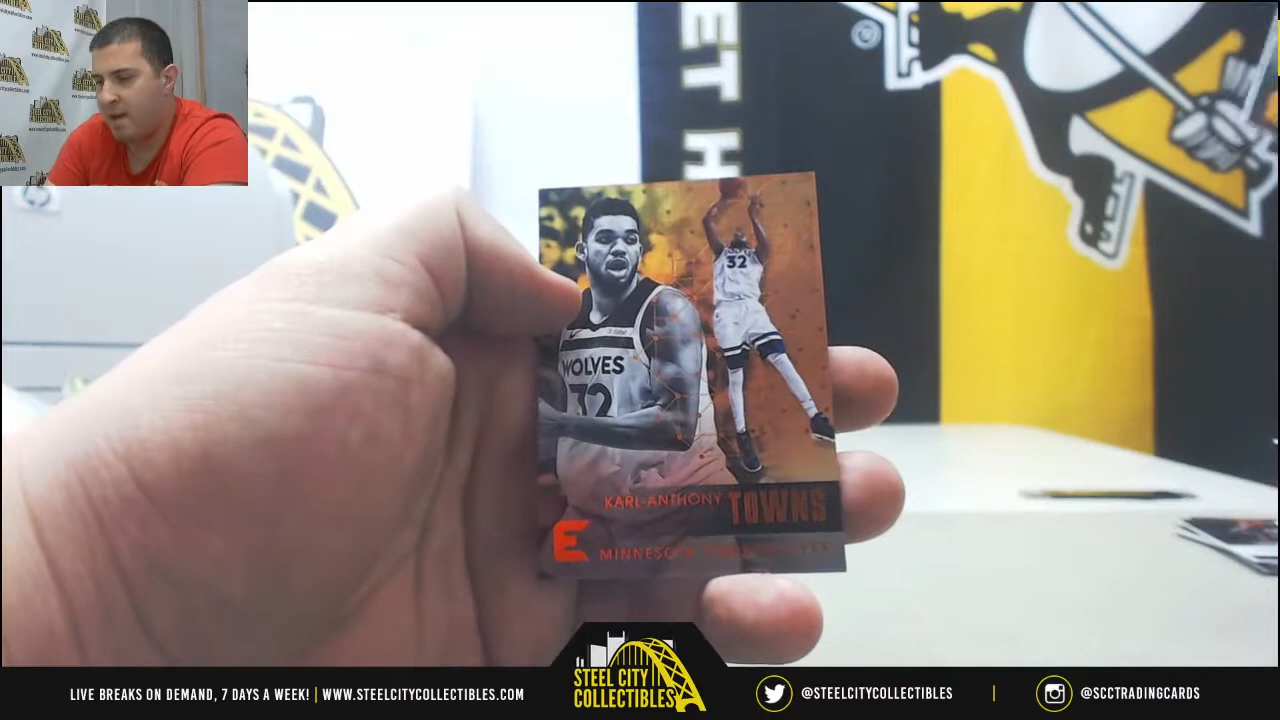 ET H
32
WOLVES
32
KARL-ANTHONY TOWNS
E
MINNESOTA
LIVE BREAKS ON DEMAND, 7 DAYS A WEEK! | WWW.STEELCITYCOLLECTIBLES.COM
STEEL CITY
COLLECTIBLES
@STEELCITYCOLLECTIBLES | @SCCTRADINGCARDS